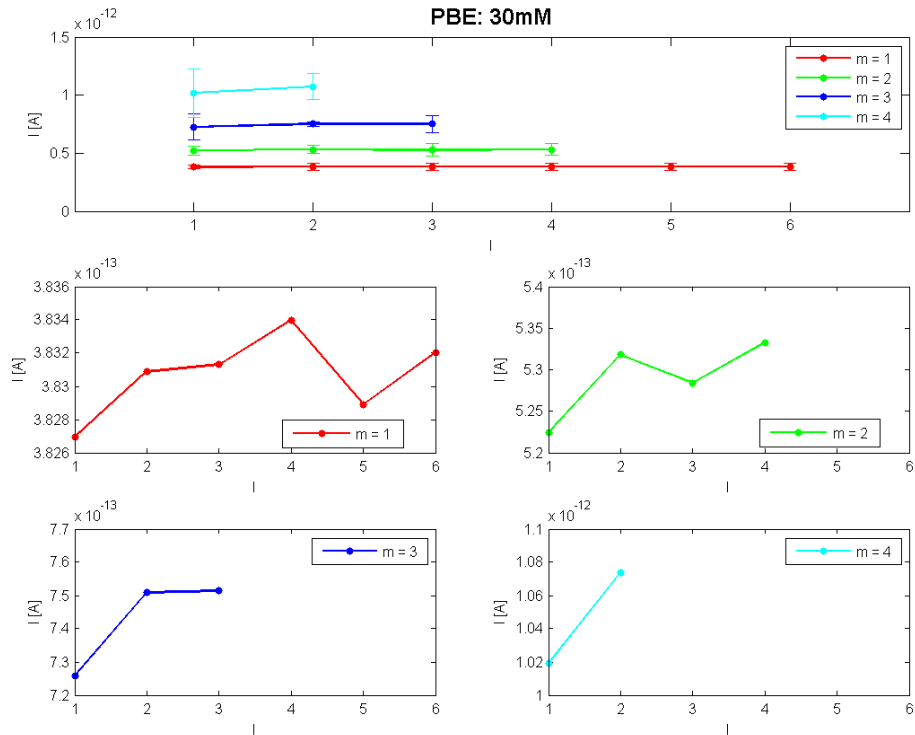 PBE: 30mM
x 10^-12
1.5
1
0.5
0
I [A]
1 2 3 4 5 6
l
m = 1
m = 2
m = 3
m = 4
x 10^-13
3.836
3.834
3.832
3.83
3.828
3.826
I [A]
1 2 3 4 5 6
l
m = 1
x 10^-13
5.4
5.35
5.3
5.25
5.2
I [A]
1 2 3 4 5 6
l
m = 2
x 10^-13
7.7
7.6
7.5
7.4
7.3
7.2
I [A]
1 2 3 4 5 6
l
m = 3
x 10^-12
1.1
1.08
1.06
1.04
1.02
1
I [A]
1 2 3 4 5 6
l
m = 4